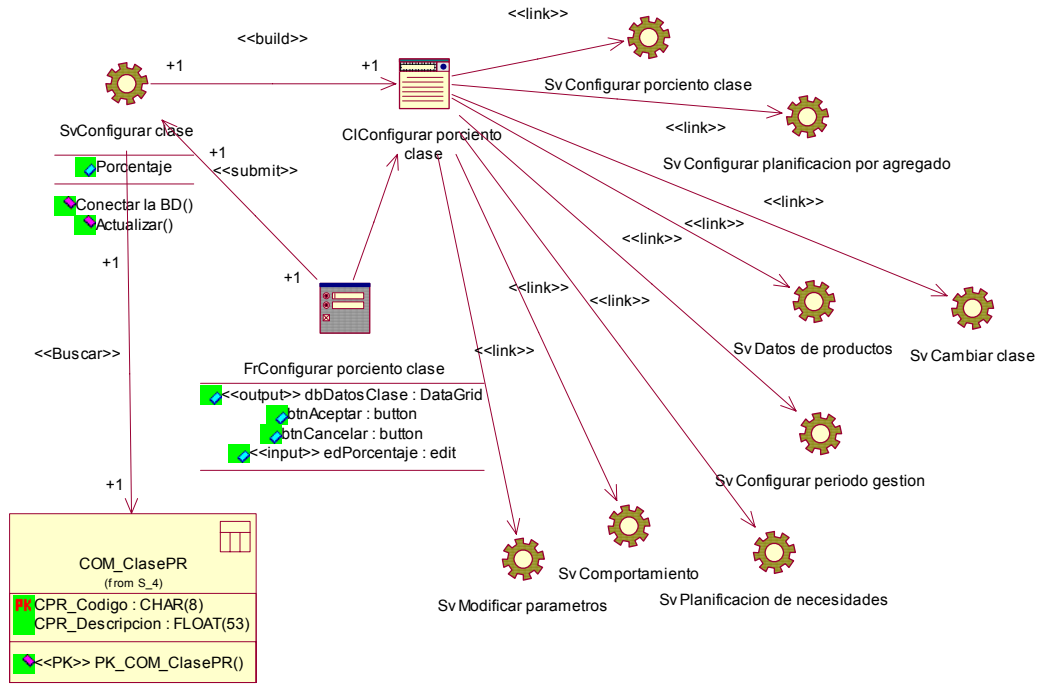 <<link>>
<<build>>
+1
+1
Sv Configurar porciento clase
SvConfigurar clase
ClConfigurar porciento
clase
<<link>>
+1
Porcentaje
<<submit>>
Sv Configurar planificacion por agregado
Conectar la BD()
Actualizar()
<<link>>
<<link>>
<<link>>
+1
+1
<<link>>
<<link>>
<<Buscar>>
<<link>>
Sv Datos de productos
Sv Cambiar clase
FrConfigurar porciento clase
<<output>> dbDatosClase : DataGrid
btnAceptar : button
btnCancelar : button
<<input>> edPorcentaje : edit
+1
Sv Configurar periodo gestion
COM_ClasePR
(from S_4)
Sv Comportamiento
PK CPR_Codigo : CHAR(8)
CPR_Descripcion : FLOAT(53)
Sv Modificar parametros
Sv Planificacion de necesidades
<<PK>> PK_COM_ClasePR()